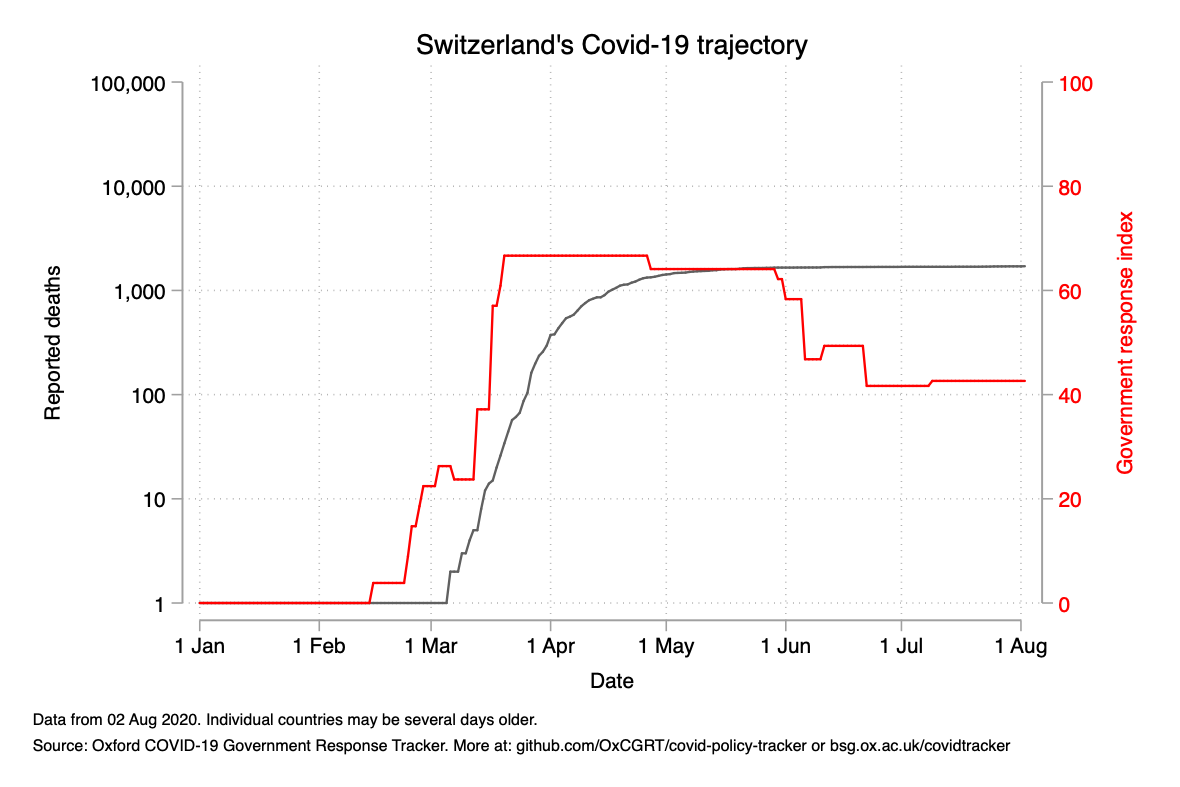 Switzerland's Covid-19 trajectory
100,000
10,000
1,000
100
10
1
Reported deaths
100
80
60
40
20
0
Government response index
1 Jan 1 Feb 1 Mar 1 Apr 1 May 1 Jun 1 Jul 1 Aug
Date
Data from 02 Aug 2020. Individual countries may be several days older.
Source: Oxford COVID-19 Government Response Tracker. More at: github.com/OxCGRT/covid-policy-tracker or bsg.ox.ac.uk/covidtracker